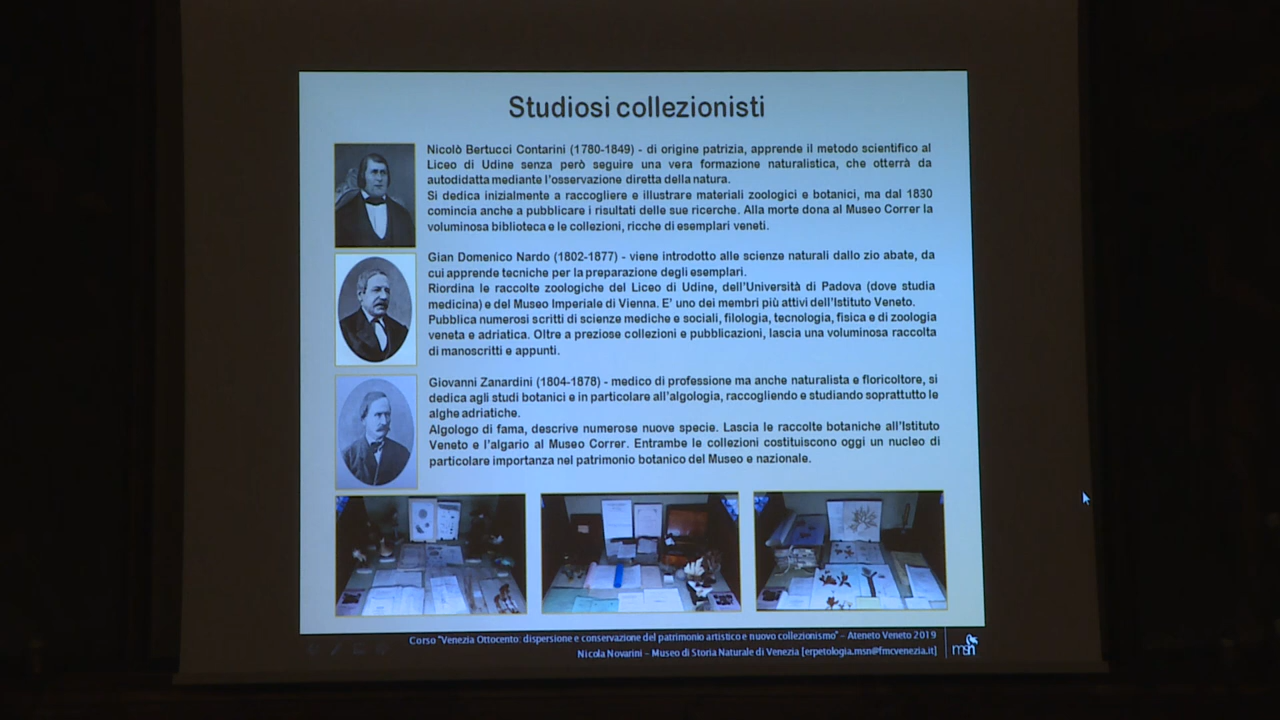 Studiosi collezionisti
Nicolò Bertucci Contarini (1780-1849) - di origine patrizia, apprende il metodo scientifico al
Liceo di Udine senza però seguire una vera formazione naturalistica, che otterrà da
autodidatta mediante l'osservazione diretta della natura.
Si dedica inizialmente a raccogliere e illustrare materiali zoologici e botanici, ma dal 1830
comincia anche a pubblicare i risultati delle sue ricerche. Alla morte dona al Museo Correr la
voluminosa biblioteca e le collezioni, ricche di esemplari veneti.
Gian Domenico Nardo (1802-1877) - viene introdotto alle scienze naturali dallo zio abate, da
cui apprende tecniche per la preparazione degli esemplari.
Riordina le raccolte zoologiche del Liceo di Udine, dell'Università di Padova (dove studia
medicina) e del Museo Imperiale di Vienna. E' uno dei membri più attivi dell'Istituto Veneto.
Pubblica numerosi scritti di scienze mediche e sociali, filologia, tecnologia, fisica e di zoologia
veneta e adriatica. Oltre a preziose collezioni e pubblicazioni, lascia una voluminosa raccolta
di manoscritti e appunti.
Giovanni Zanardini (1804-1878) - medico di professione ma anche naturalista e floricoltore, si
dedica agli studi botanici e in particolare all'algologia, raccogliendo e studiando soprattutto le
alghe adriatiche.
Algologo di fama, descrive numerose nuove specie. Lascia le raccolte botaniche all'Istituto
Veneto e l'algario al Museo Correr. Entrambe le collezioni costituiscono oggi un nucleo di
particolare importanza nel patrimonio botanico del Museo e nazionale.
Corso "Venezia Ottocento: dispersione e conservazione del patrimonio artistico e nuovo collezionismo" – Ateneto Veneto 2019
Nicola Novarini – Museo di Storia Naturale di Venezia [erpetologia.msn@fmcvenezia.it]
msn